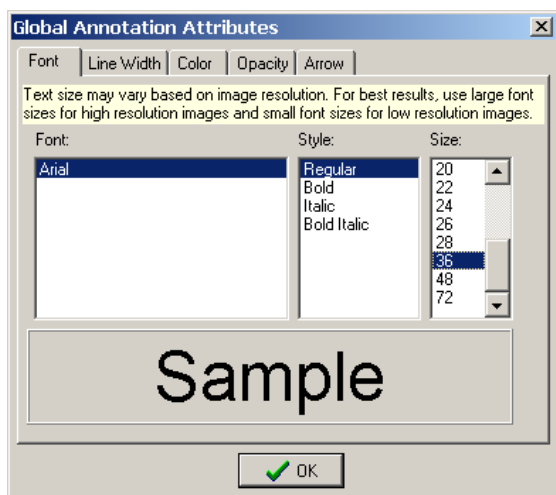 Global Annotation Attributes
Font Line Width Color Opacity Arrow
Text size may vary based on image resolution. For best results, use large font
sizes for high resolution images and small font sizes for low resolution images.
Font: Style: Size:
Arial Regular 20
Bold 22
Italic 24
Bold Italic 26
28
36
48
72
Sample
OK